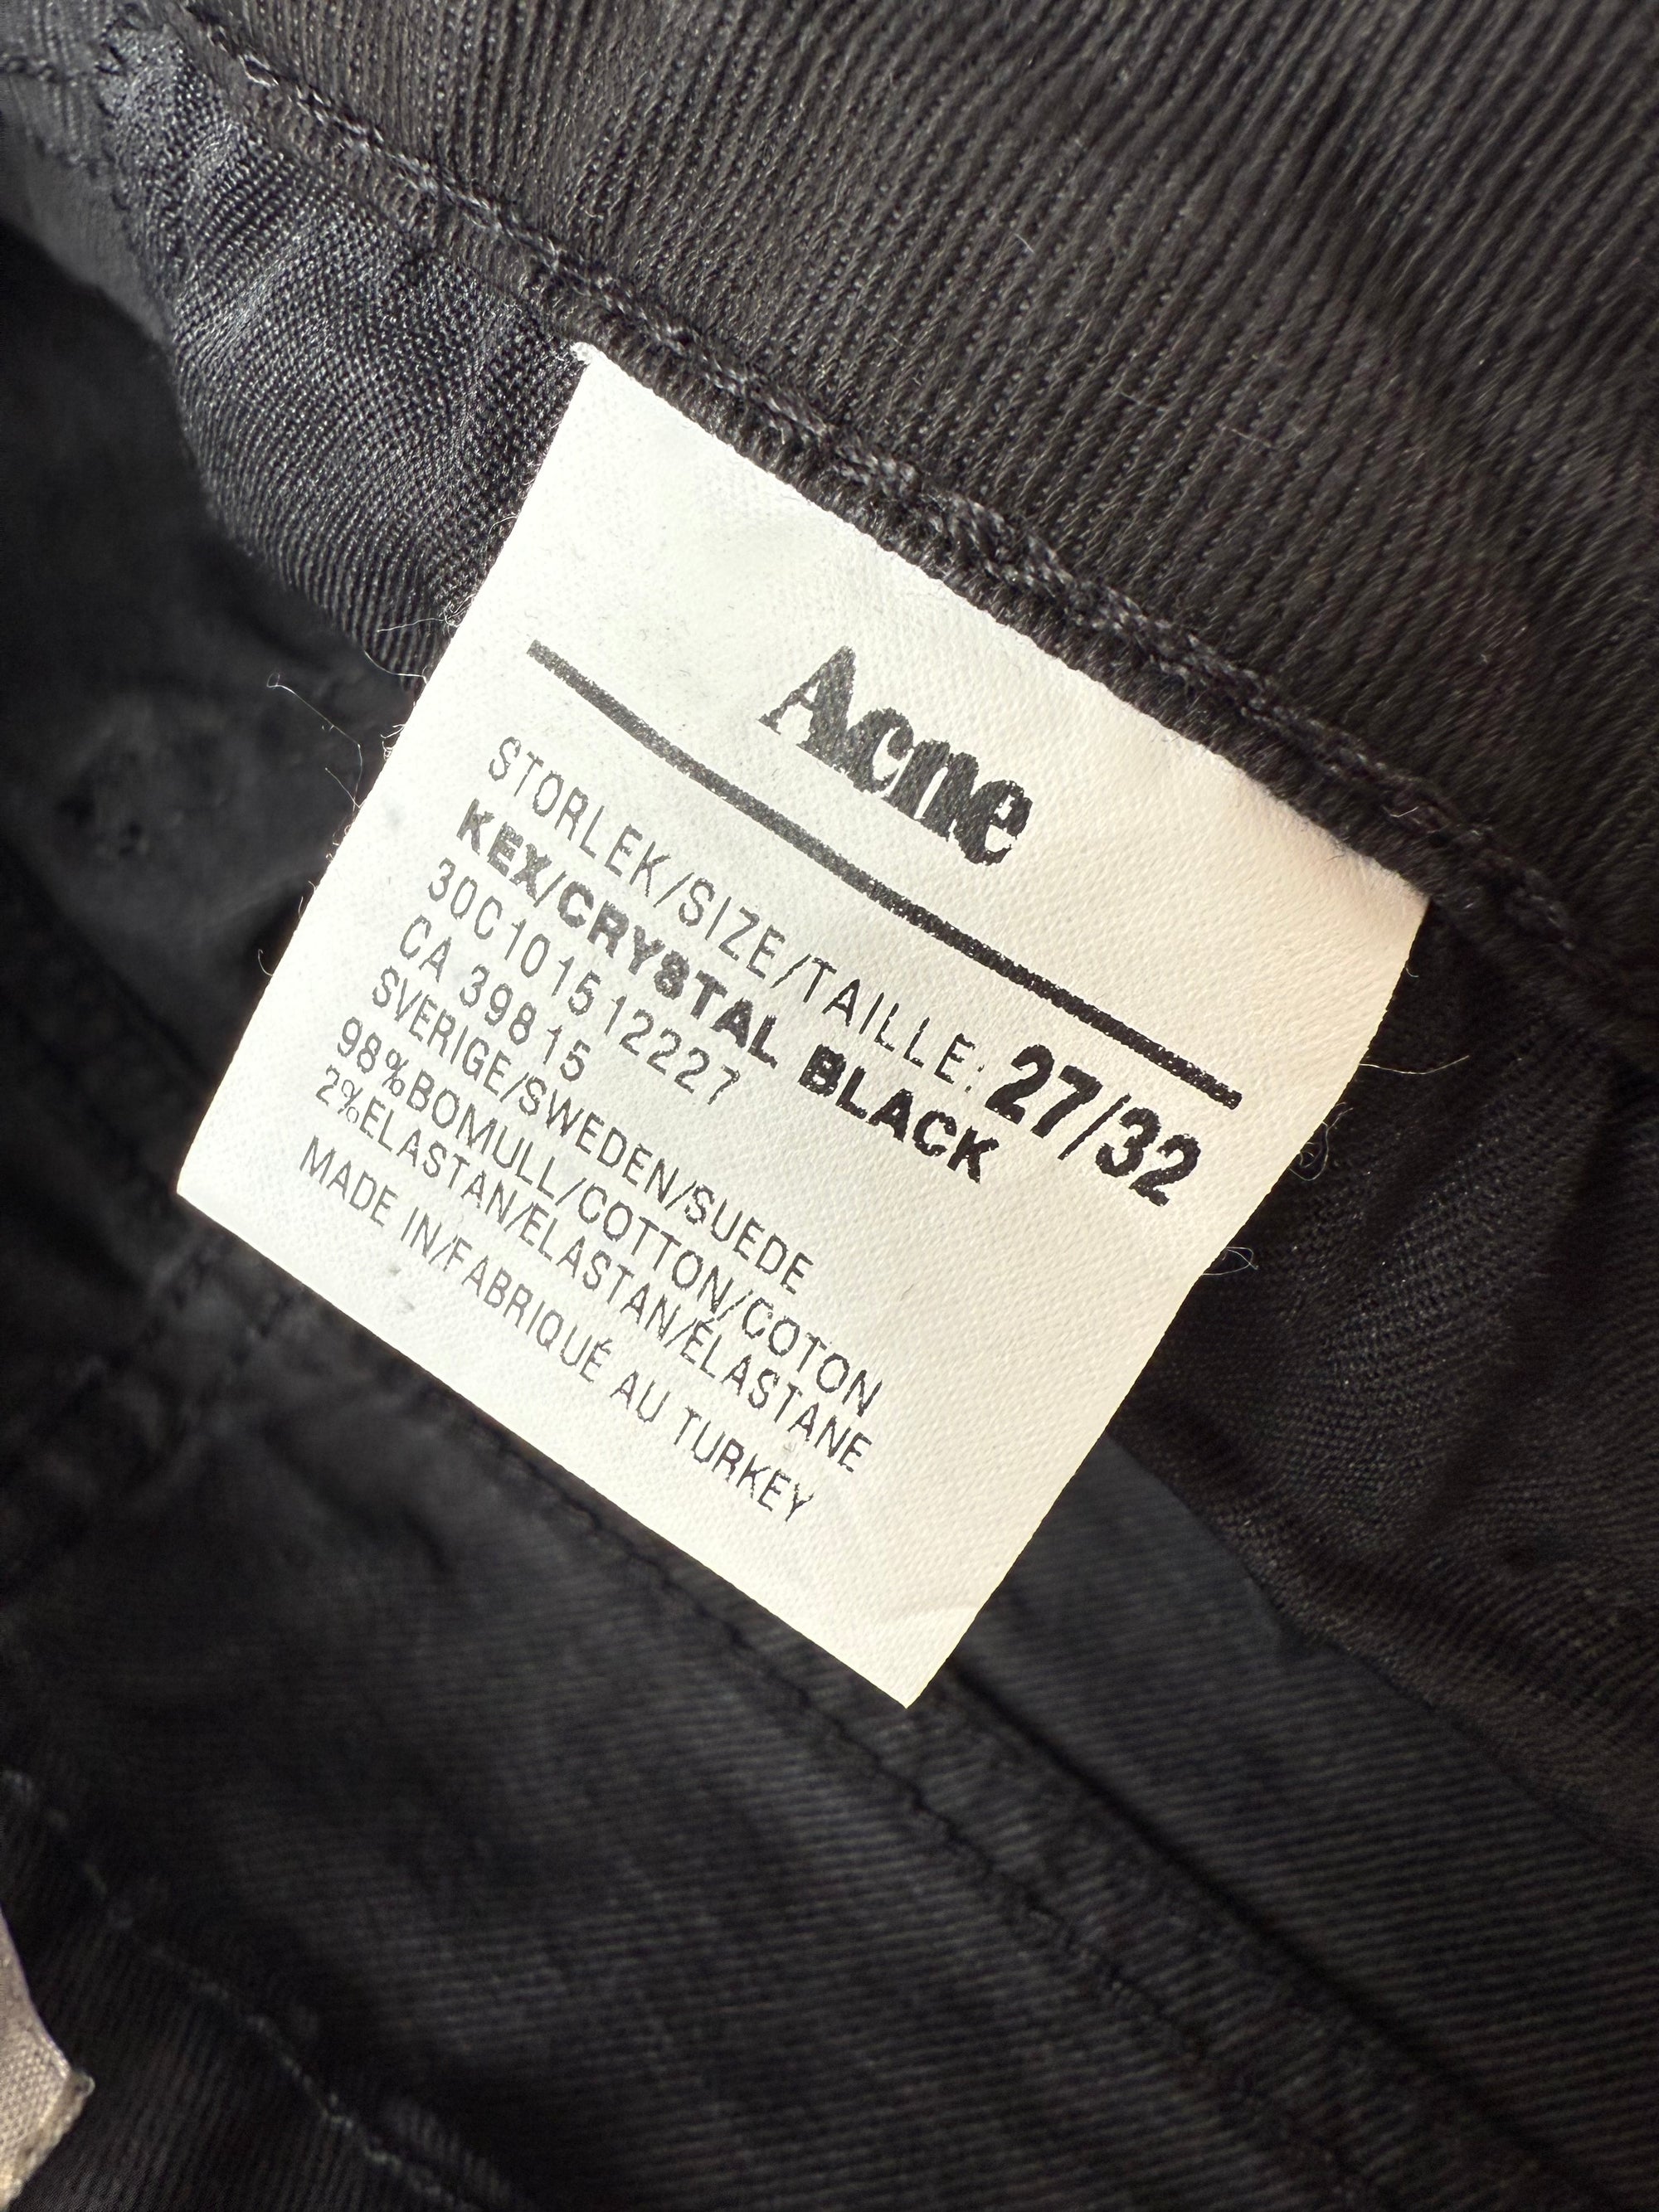 Acne
STORLEK/SIZE/TAILLE: 27/32
KEX/CRYSTAL BLACK
30C101512227
CA 39815
SVERIGE/SWEDEN/SUEDE
98%BOMULL/COTTON/COTON
2%ELASTAN/ELASTAN/ÉLASTANE
MADE IN/FABRIQUÉ AU TURKEY